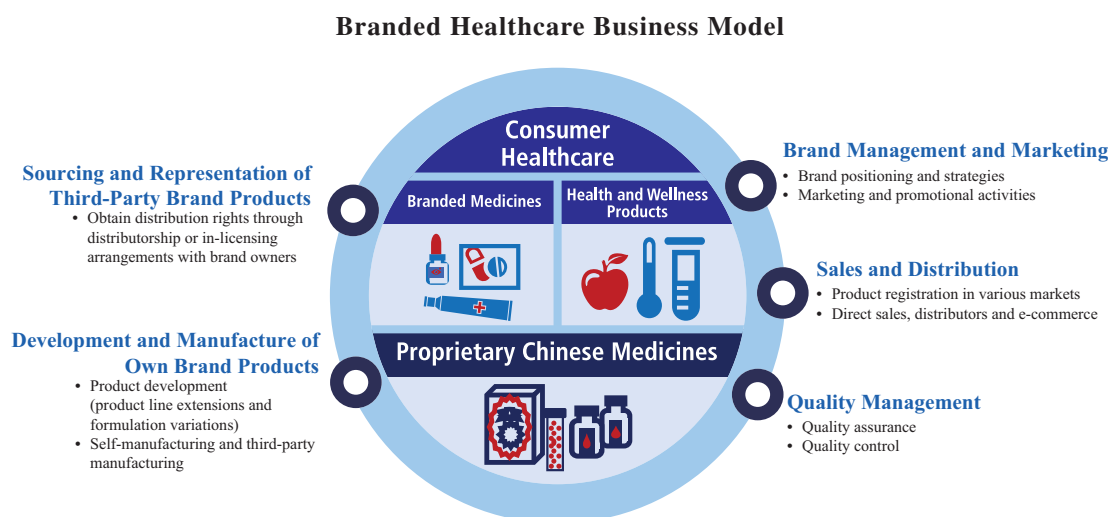 Branded Healthcare Business Model
Sourcing and Representation of
Third-Party Brand Products
• Obtain distribution rights through
distributorship or in-licensing
arrangements with brand owners
Development and Manufacture of
Own Brand Products
• Product development
(product line extensions and
formulation variations)
• Self-manufacturing and third-party
manufacturing
Consumer
Healthcare
Branded Medicines
Health and Wellness
Products
Proprietary Chinese Medicines
Brand Management and Marketing
• Brand positioning and strategies
• Marketing and promotional activities
Sales and Distribution
• Product registration in various markets
• Direct sales, distributors and e-commerce
Quality Management
• Quality assurance
• Quality control